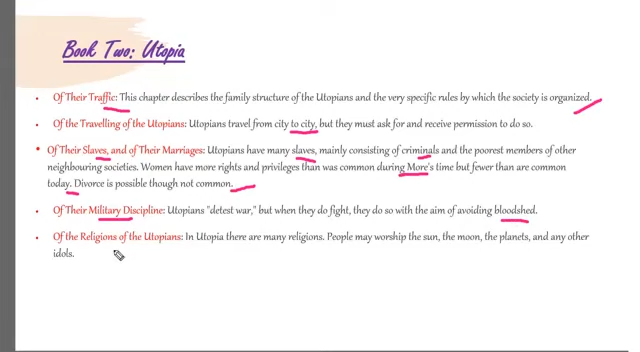 Book Two: Utopia
• Of Their Traffic: This chapter describes the family structure of the Utopians and the very specific rules by which the society is organized.
• Of the Travelling of the Utopians: Utopians travel from city to city, but they must ask for and receive permission to do so.
• Of Their Slaves, and of Their Marriages: Utopians have many slaves, mainly consisting of criminals and the poorest members of other
neighbouring societies. Women have more rights and privileges than was common during More's time but fewer than are common
today. Divorce is possible though not common.
• Of Their Military Discipline: Utopians "detest war," but when they do fight, they do so with the aim of avoiding bloodshed.
• Of the Religions of the Utopians: In Utopia there are many religions. People may worship the sun, the moon, the planets, and any other
idols.